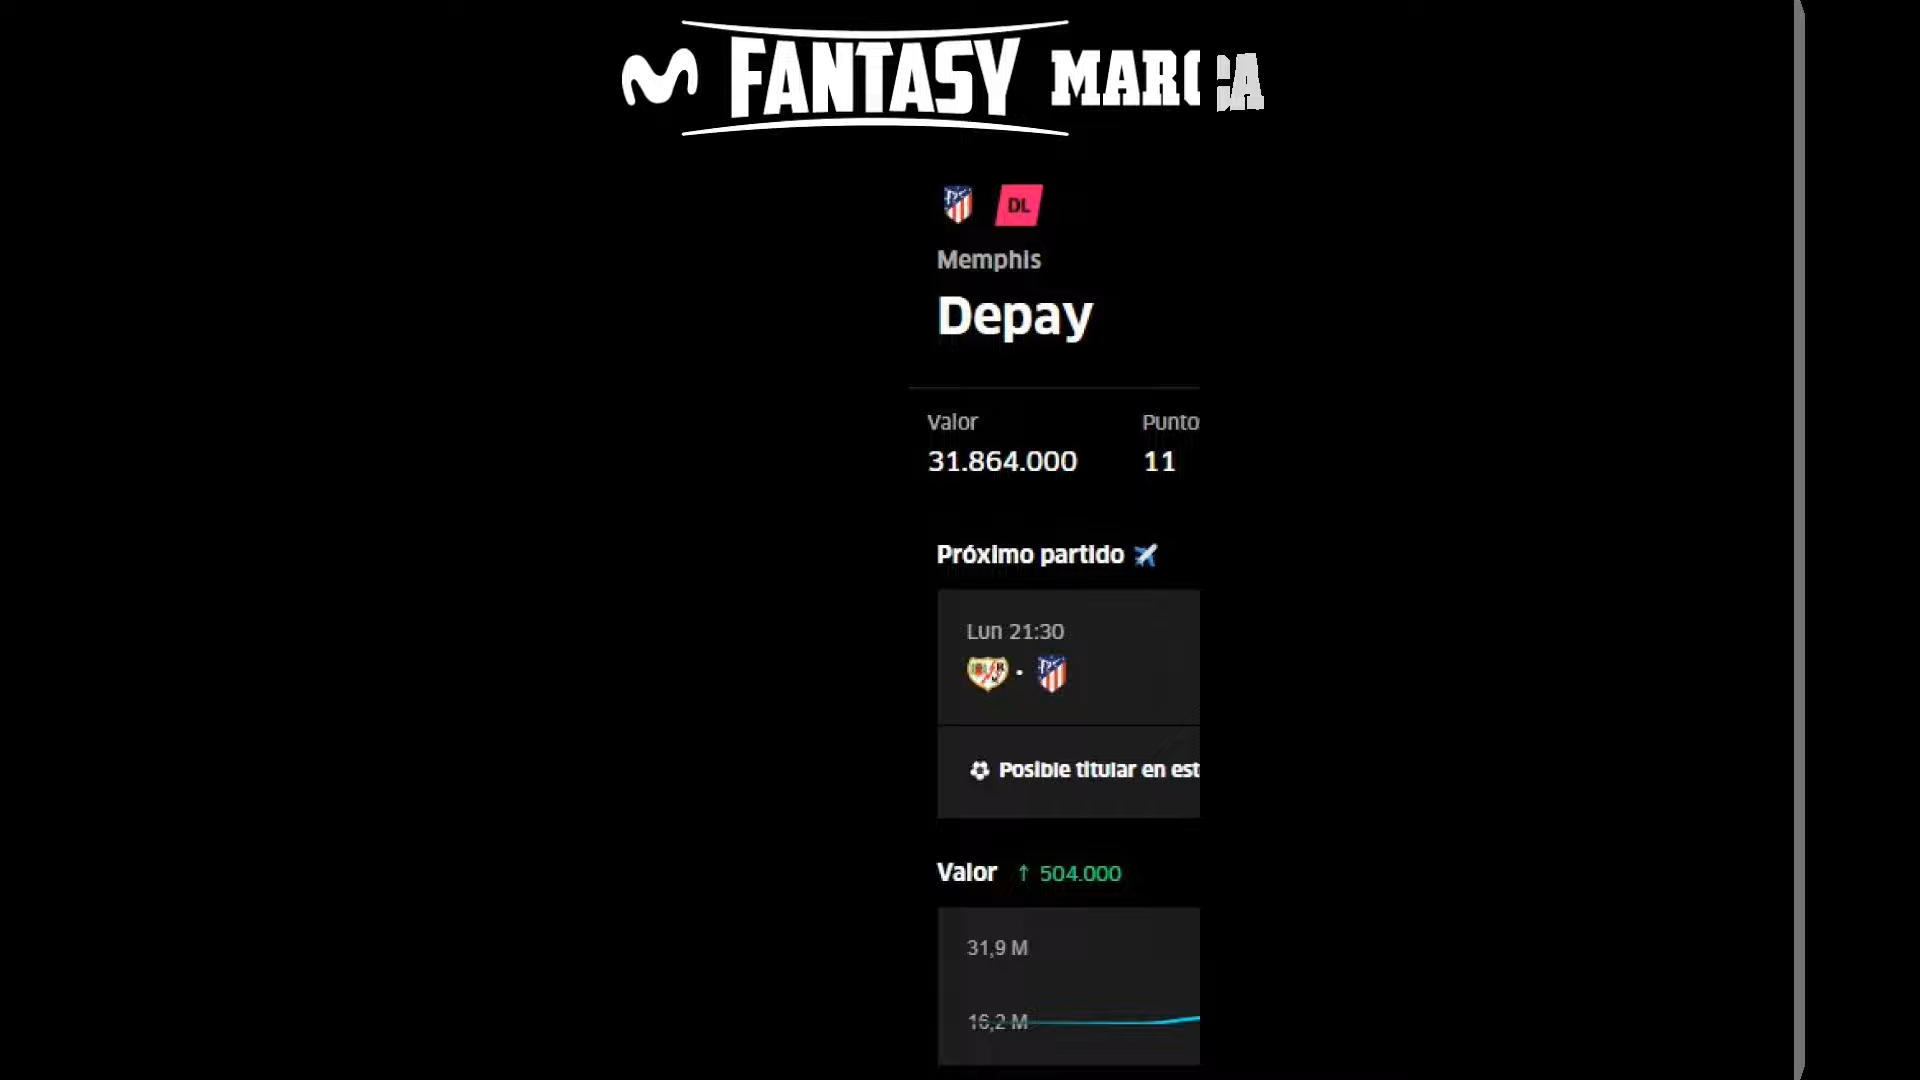 FANTASY MARCA
DL
Memphis
Depay
Valor
Punto
31.864.000
11
Próximo partido
Lun 21:30
Posible titular en est
Valor ↑ 504.000
31,9 M
16,2 M